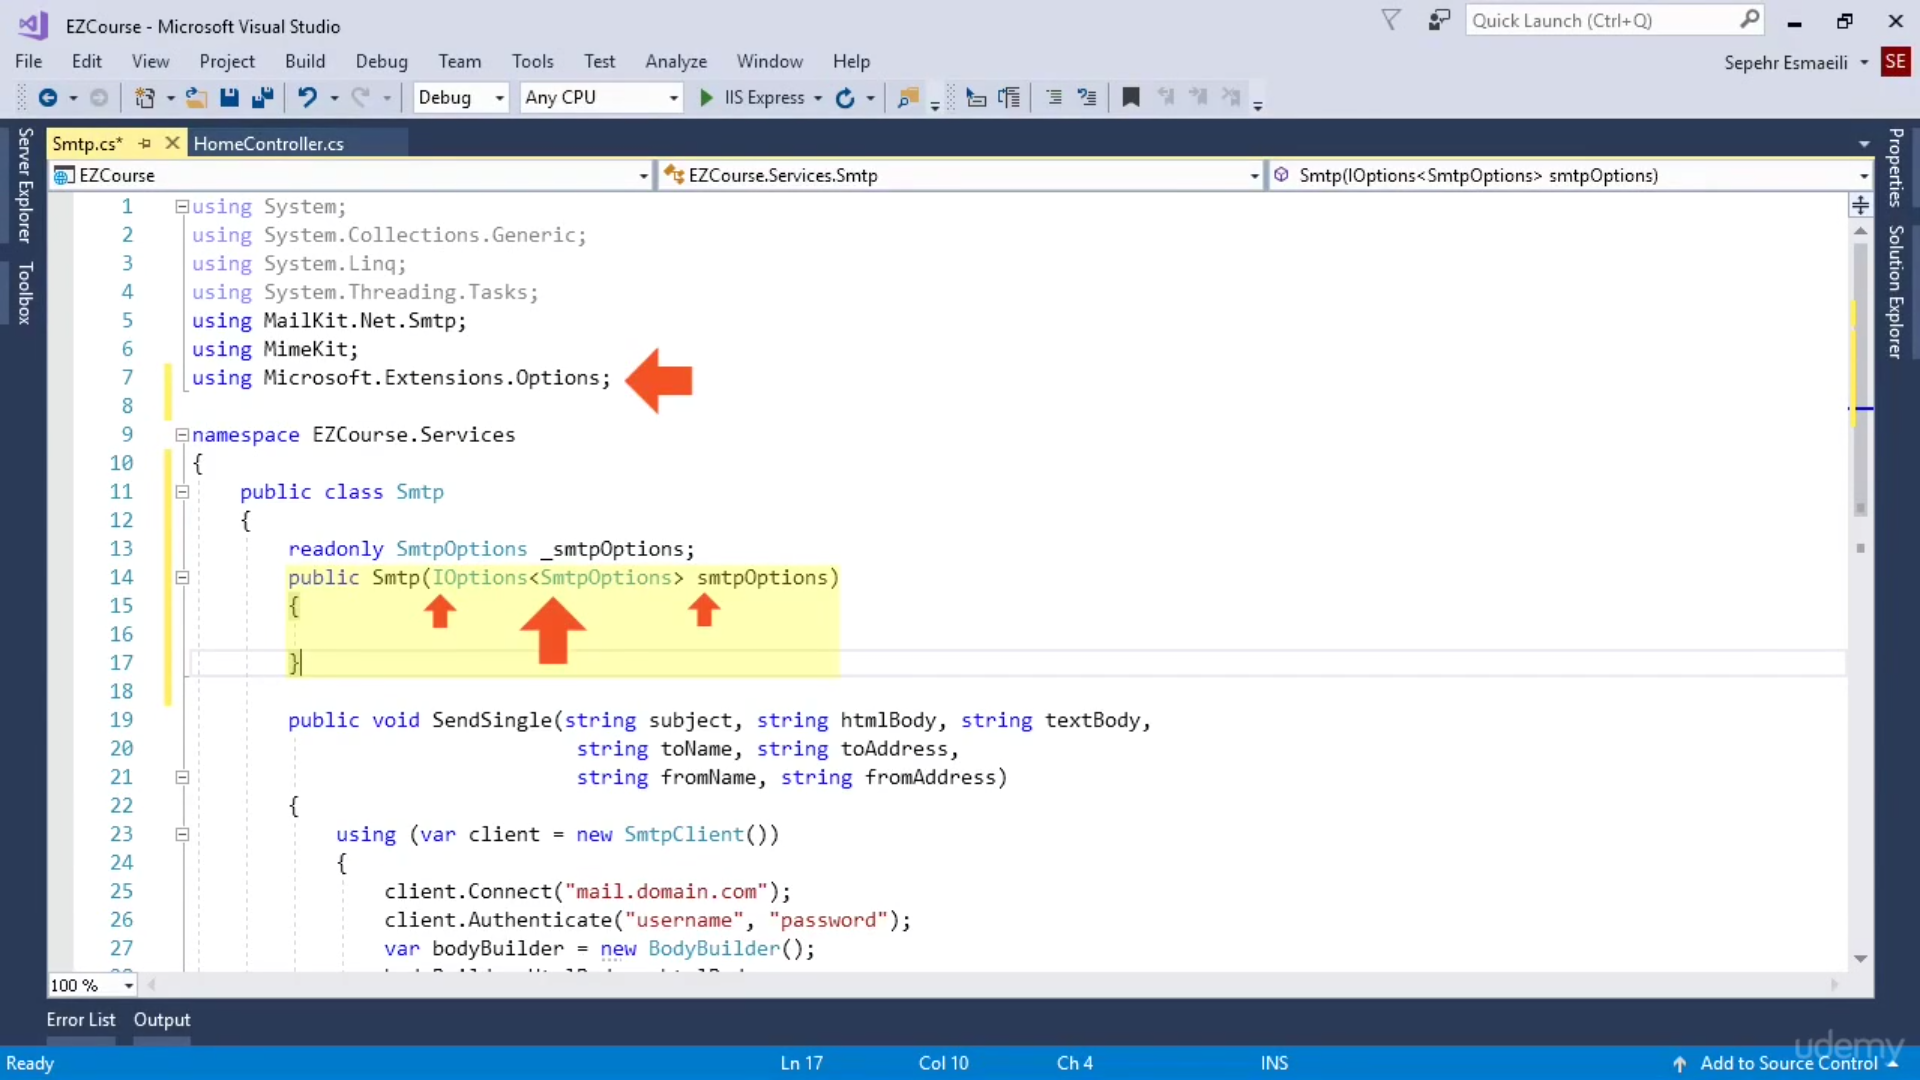 EZCourse - Microsoft Visual Studio
Quick Launch (Ctrl+Q)
File Edit View Project Build Debug Team Tools Test Analyze Window Help
Sepehr Esmaeili SE
Debug Any CPU IIS Express
Smtp.cs* HomeController.cs
EZCourse EZCourse.Services.Smtp Smtp(IOptions<SmtpOptions> smtpOptions)
Server Explorer
Toolbox
Properties
Solution Explorer
1 using System;
2 using System.Collections.Generic;
3 using System.Linq;
4 using System.Threading.Tasks;
5 using MailKit.Net.Smtp;
6 using MimeKit;
7 using Microsoft.Extensions.Options;
8
9 namespace EZCourse.Services
10 {
11 public class Smtp
12 {
13 readonly SmtpOptions _smtpOptions;
14 public Smtp(IOptions<SmtpOptions> smtpOptions)
15 {
16
17 }
18
19 public void SendSingle(string subject, string htmlBody, string textBody,
20 string toName, string toAddress,
21 string fromName, string fromAddress)
22 {
23 using (var client = new SmtpClient())
24 {
25 client.Connect("mail.domain.com");
26 client.Authenticate("username", "password");
27 var bodyBuilder = new BodyBuilder();
100 %
Error List Output
Ready Ln 17 Col 10 Ch 4 INS Add to Source Control
udemy